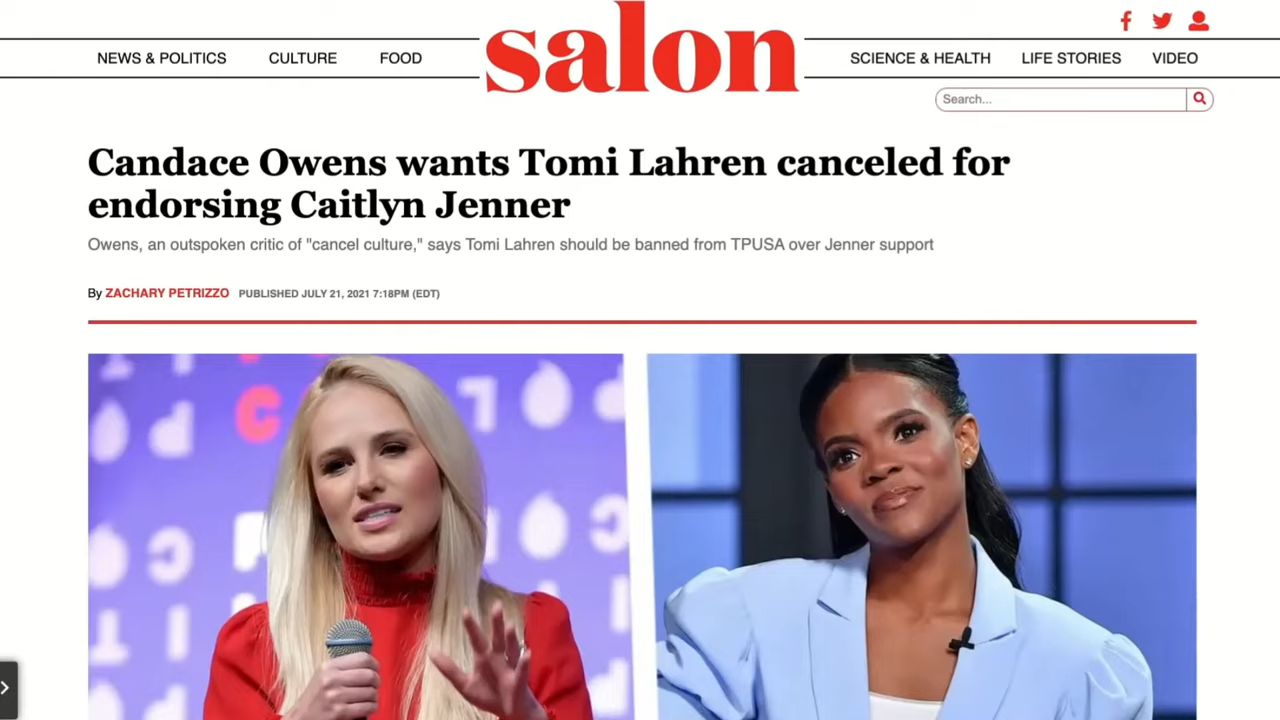 salon
NEWS & POLITICS CULTURE FOOD SCIENCE & HEALTH LIFE STORIES VIDEO
Search...
Candace Owens wants Tomi Lahren canceled for
endorsing Caitlyn Jenner
Owens, an outspoken critic of "cancel culture," says Tomi Lahren should be banned from TPUSA over Jenner support
By ZACHARY PETRIZZO PUBLISHED JULY 21, 2021 7:18PM (EDT)